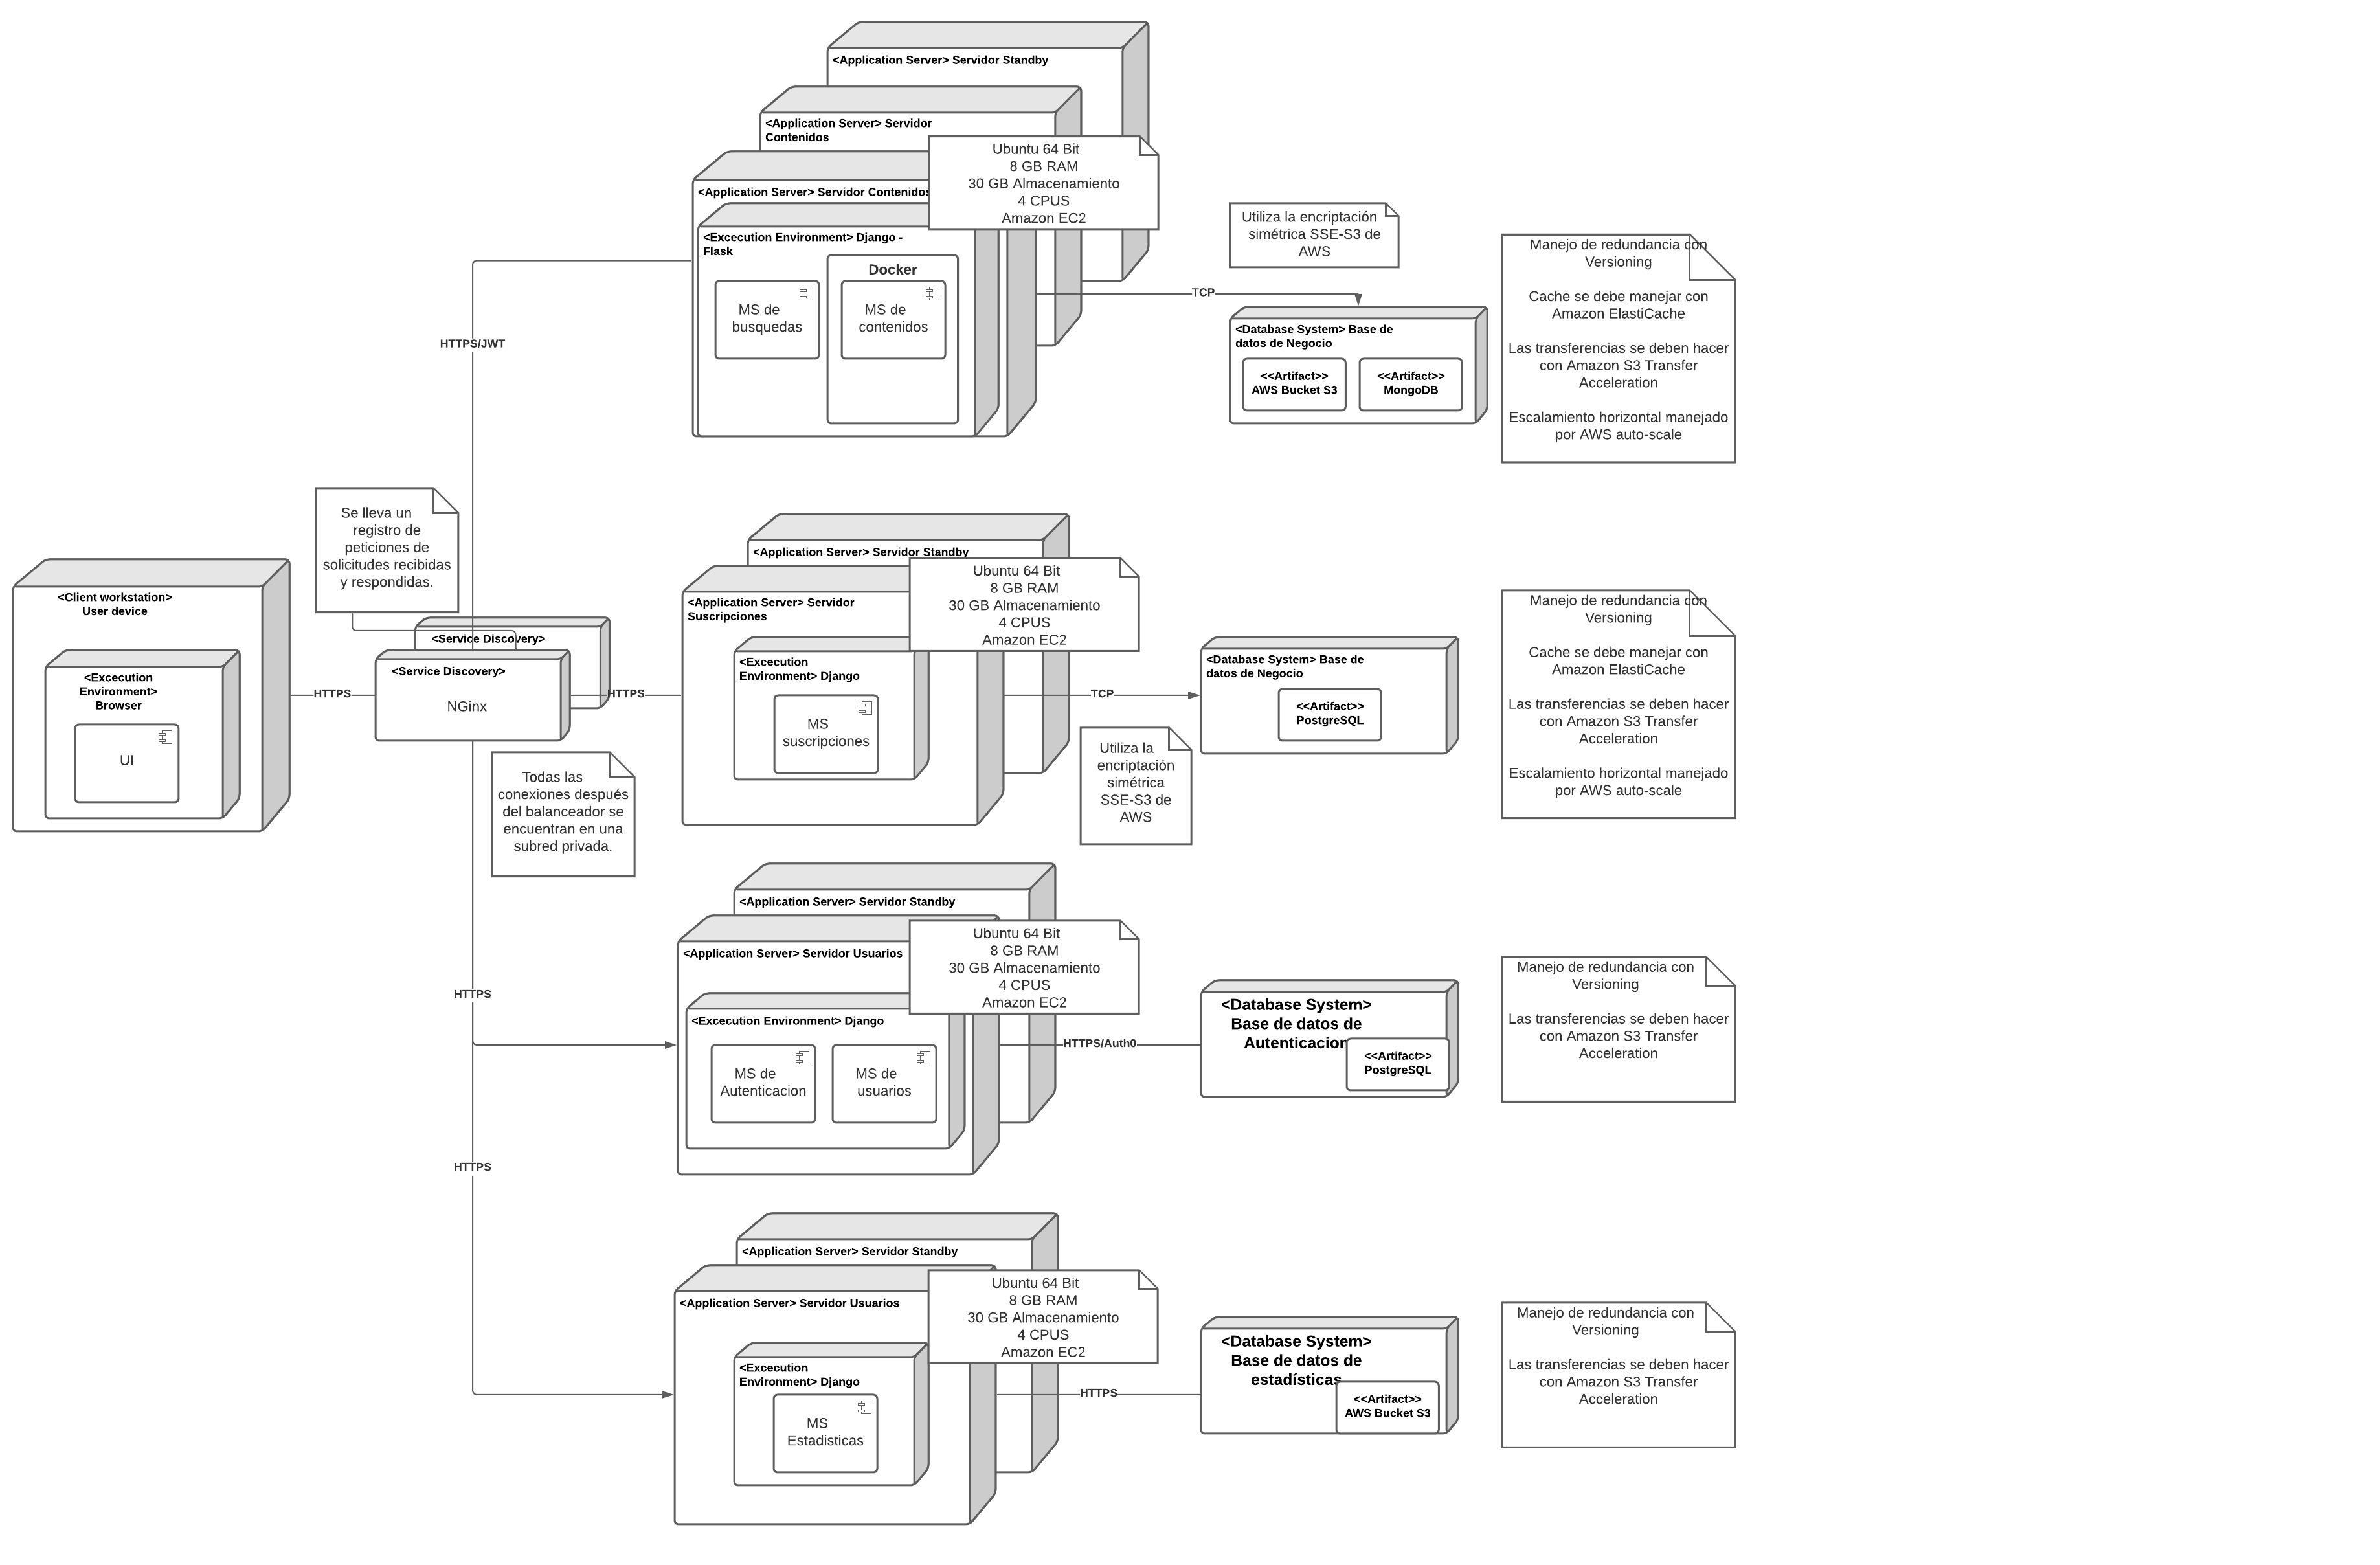 <Application Server> Servidor Standby
<Application Server> Servidor
Contenidos
<Application Server> Servidor Contenidos
Ubuntu 64 Bit
8 GB RAM
30 GB Almacenamiento
4 CPUS
Amazon EC2
<Excecution Environment> Django -
Flask
Docker
MS de
busquedas
MS de
contenidos
HTTPS/JWT
TCP
Utiliza la encriptación
simétrica SSE-S3 de
AWS
<Database System> Base de
datos de Negocio
<<Artifact>>
AWS Bucket S3
<<Artifact>>
MongoDB
Manejo de redundancia con
Versioning
Cache se debe manejar con
Amazon ElastiCache
Las transferencias se deben hacer
con Amazon S3 Transfer
Acceleration
Escalamiento horizontal manejado
por AWS auto-scale
Se lleva un
registro de
peticiones de
solicitudes recibidas
y respondidas.
<Client workstation>
User device
<Excecution
Environment>
Browser
UI
HTTPS
<Service Discovery>
<Service Discovery>
NGinx
HTTPS
Todas las
conexiones después
del balanceador se
encuentran en una
subred privada.
<Application Server> Servidor Standby
<Application Server> Servidor
Suscripciones
Ubuntu 64 Bit
8 GB RAM
30 GB Almacenamiento
4 CPUS
Amazon EC2
<Excecution
Environment> Django
MS
suscripciones
TCP
Utiliza la
encriptación
simétrica
SSE-S3 de
AWS
<Database System> Base de
datos de Negocio
<<Artifact>>
PostgreSQL
Manejo de redundancia con
Versioning
Cache se debe manejar con
Amazon ElastiCache
Las transferencias se deben hacer
con Amazon S3 Transfer
Acceleration
Escalamiento horizontal manejado
por AWS auto-scale
HTTPS
<Application Server> Servidor Standby
<Application Server> Servidor Usuarios
Ubuntu 64 Bit
8 GB RAM
30 GB Almacenamiento
4 CPUS
Amazon EC2
<Excecution Environment> Django
MS de
Autenticacion
MS de
usuarios
HTTPS/Auth0
<Database System>
Base de datos de
Autenticacion
<<Artifact>>
PostgreSQL
Manejo de redundancia con
Versioning
Las transferencias se deben hacer
con Amazon S3 Transfer
Acceleration
HTTPS
<Application Server> Servidor Standby
<Application Server> Servidor Usuarios
Ubuntu 64 Bit
8 GB RAM
30 GB Almacenamiento
4 CPUS
Amazon EC2
<Excecution
Environment> Django
MS
Estadisticas
HTTPS
<Database System>
Base de datos de
estadísticas
<<Artifact>>
AWS Bucket S3
Manejo de redundancia con
Versioning
Las transferencias se deben hacer
con Amazon S3 Transfer
Acceleration